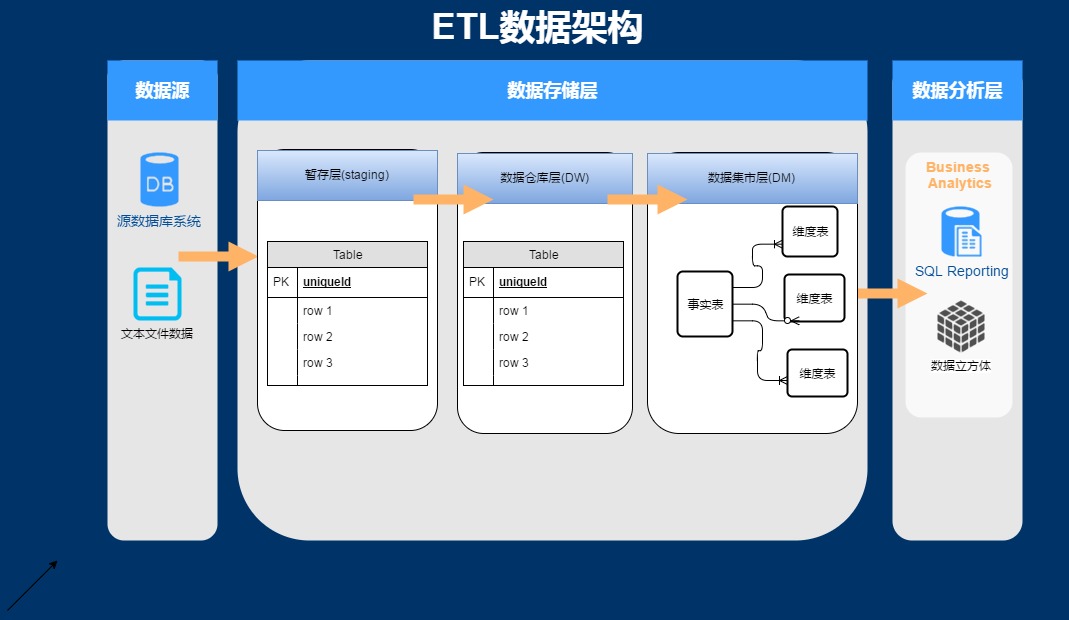 ETL数据架构
数据源
数据存储层
数据分析层
DB
源数据库系统
文本文件数据
暂存层(staging)
Table
PK
uniqueId
row 1
row 2
row 3
数据仓库层(DW)
Table
PK
uniqueId
row 1
row 2
row 3
数据集市层(DM)
事实表
维度表
维度表
维度表
Business
Analytics
SQL Reporting
数据立方体